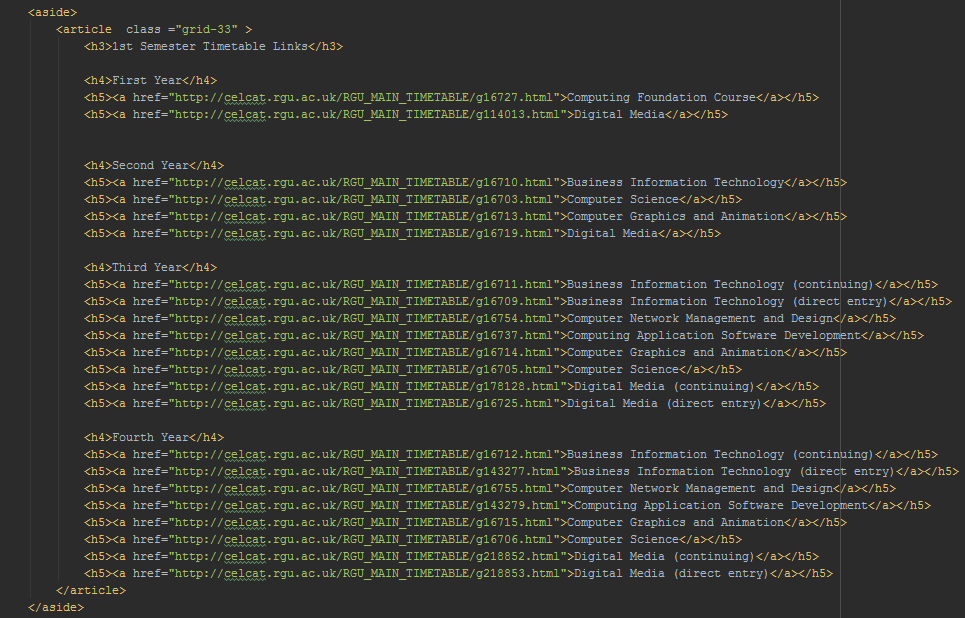 <aside>
<article  class ="grid-33" >
<h3>1st Semester Timetable Links</h3>
<h4>First Year</h4>
<h5><a href="http://celcat.rgu.ac.uk/RGU_MAIN_TIMETABLE/g16727.html">Computing Foundation Course</a></h5>
<h5><a href="http://celcat.rgu.ac.uk/RGU_MAIN_TIMETABLE/g114013.html">Digital Media</a></h5>
<h4>Second Year</h4>
<h5><a href="http://celcat.rgu.ac.uk/RGU_MAIN_TIMETABLE/g16710.html">Business Information Technology</a></h5>
<h5><a href="http://celcat.rgu.ac.uk/RGU_MAIN_TIMETABLE/g16703.html">Computer Science</a></h5>
<h5><a href="http://celcat.rgu.ac.uk/RGU_MAIN_TIMETABLE/g16713.html">Computer Graphics and Animation</a></h5>
<h5><a href="http://celcat.rgu.ac.uk/RGU_MAIN_TIMETABLE/g16719.html">Digital Media</a></h5>
<h4>Third Year</h4>
<h5><a href="http://celcat.rgu.ac.uk/RGU_MAIN_TIMETABLE/g16711.html">Business Information Technology (continuing)</a></h5>
<h5><a href="http://celcat.rgu.ac.uk/RGU_MAIN_TIMETABLE/g16709.html">Business Information Technology (direct entry)</a></h5>
<h5><a href="http://celcat.rgu.ac.uk/RGU_MAIN_TIMETABLE/g16754.html">Computer Network Management and Design</a></h5>
<h5><a href="http://celcat.rgu.ac.uk/RGU_MAIN_TIMETABLE/g16737.html">Computing Application Software Development</a></h5>
<h5><a href="http://celcat.rgu.ac.uk/RGU_MAIN_TIMETABLE/g16714.html">Computer Graphics and Animation</a></h5>
<h5><a href="http://celcat.rgu.ac.uk/RGU_MAIN_TIMETABLE/g16705.html">Computer Science</a></h5>
<h5><a href="http://celcat.rgu.ac.uk/RGU_MAIN_TIMETABLE/g178128.html">Digital Media (continuing)</a></h5>
<h5><a href="http://celcat.rgu.ac.uk/RGU_MAIN_TIMETABLE/g16725.html">Digital Media (direct entry)</a></h5>
<h4>Fourth Year</h4>
<h5><a href="http://celcat.rgu.ac.uk/RGU_MAIN_TIMETABLE/g16712.html">Business Information Technology (continuing)</a></h5>
<h5><a href="http://celcat.rgu.ac.uk/RGU_MAIN_TIMETABLE/g143277.html">Business Information Technology (direct entry)</a></h5>
<h5><a href="http://celcat.rgu.ac.uk/RGU_MAIN_TIMETABLE/g16755.html">Computer Network Management and Design</a></h5>
<h5><a href="http://celcat.rgu.ac.uk/RGU_MAIN_TIMETABLE/g143279.html">Computing Application Software Development</a></h5>
<h5><a href="http://celcat.rgu.ac.uk/RGU_MAIN_TIMETABLE/g16715.html">Computer Graphics and Animation</a></h5>
<h5><a href="http://celcat.rgu.ac.uk/RGU_MAIN_TIMETABLE/g16706.html">Computer Science</a></h5>
<h5><a href="http://celcat.rgu.ac.uk/RGU_MAIN_TIMETABLE/g218852.html">Digital Media (continuing)</a></h5>
<h5><a href="http://celcat.rgu.ac.uk/RGU_MAIN_TIMETABLE/g218853.html">Digital Media (direct entry)</a></h5>
</article>
</aside>